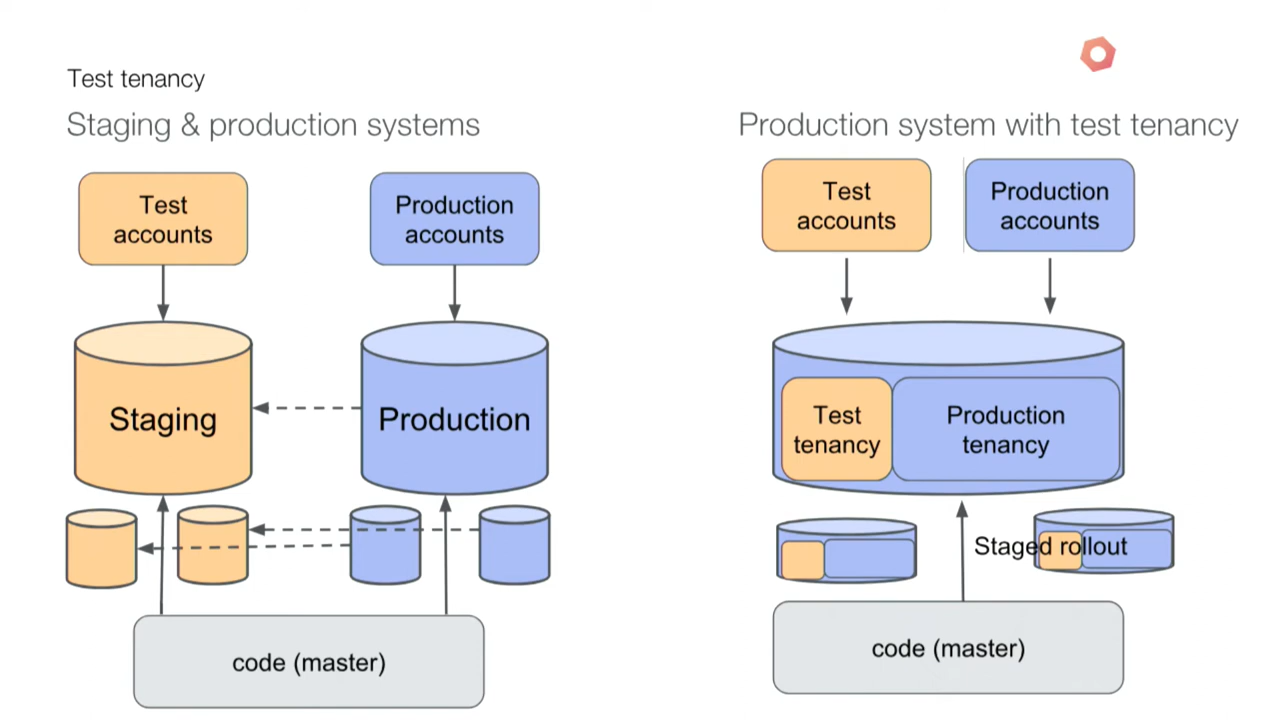 Test tenancy
Staging & production systems
Test
accounts
Production
accounts
Staging
Production
code (master)
Production system with test tenancy
Test
accounts
Production
accounts
Test
tenancy
Production
tenancy
Staged rollout
code (master)